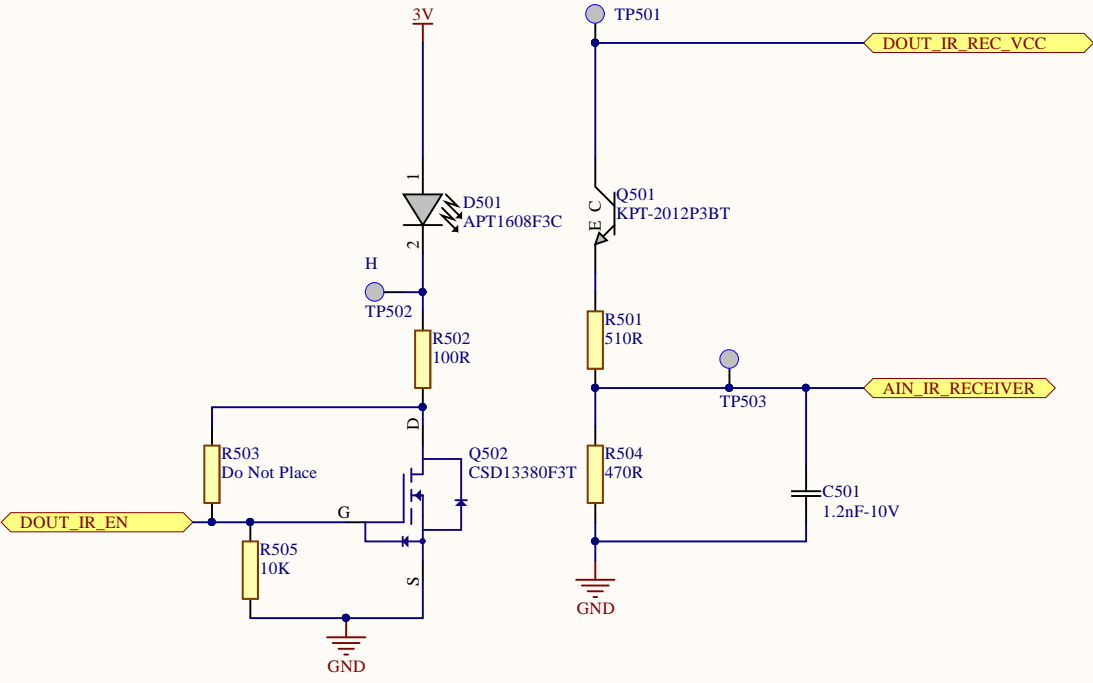 3V
TP501
DOUT_IR_REC_VCC
1
D501
APT1608F3C
2
C
E
Q501
KPT-2012P3BT
H
TP502
R502
100R
R501
510R
TP503
AIN_IR_RECEIVER
D
R503
Do Not Place
Q502
CSD13380F3T
R504
470R
C501
1.2nF-10V
DOUT_IR_EN
G
R505
10K
S
GND
GND